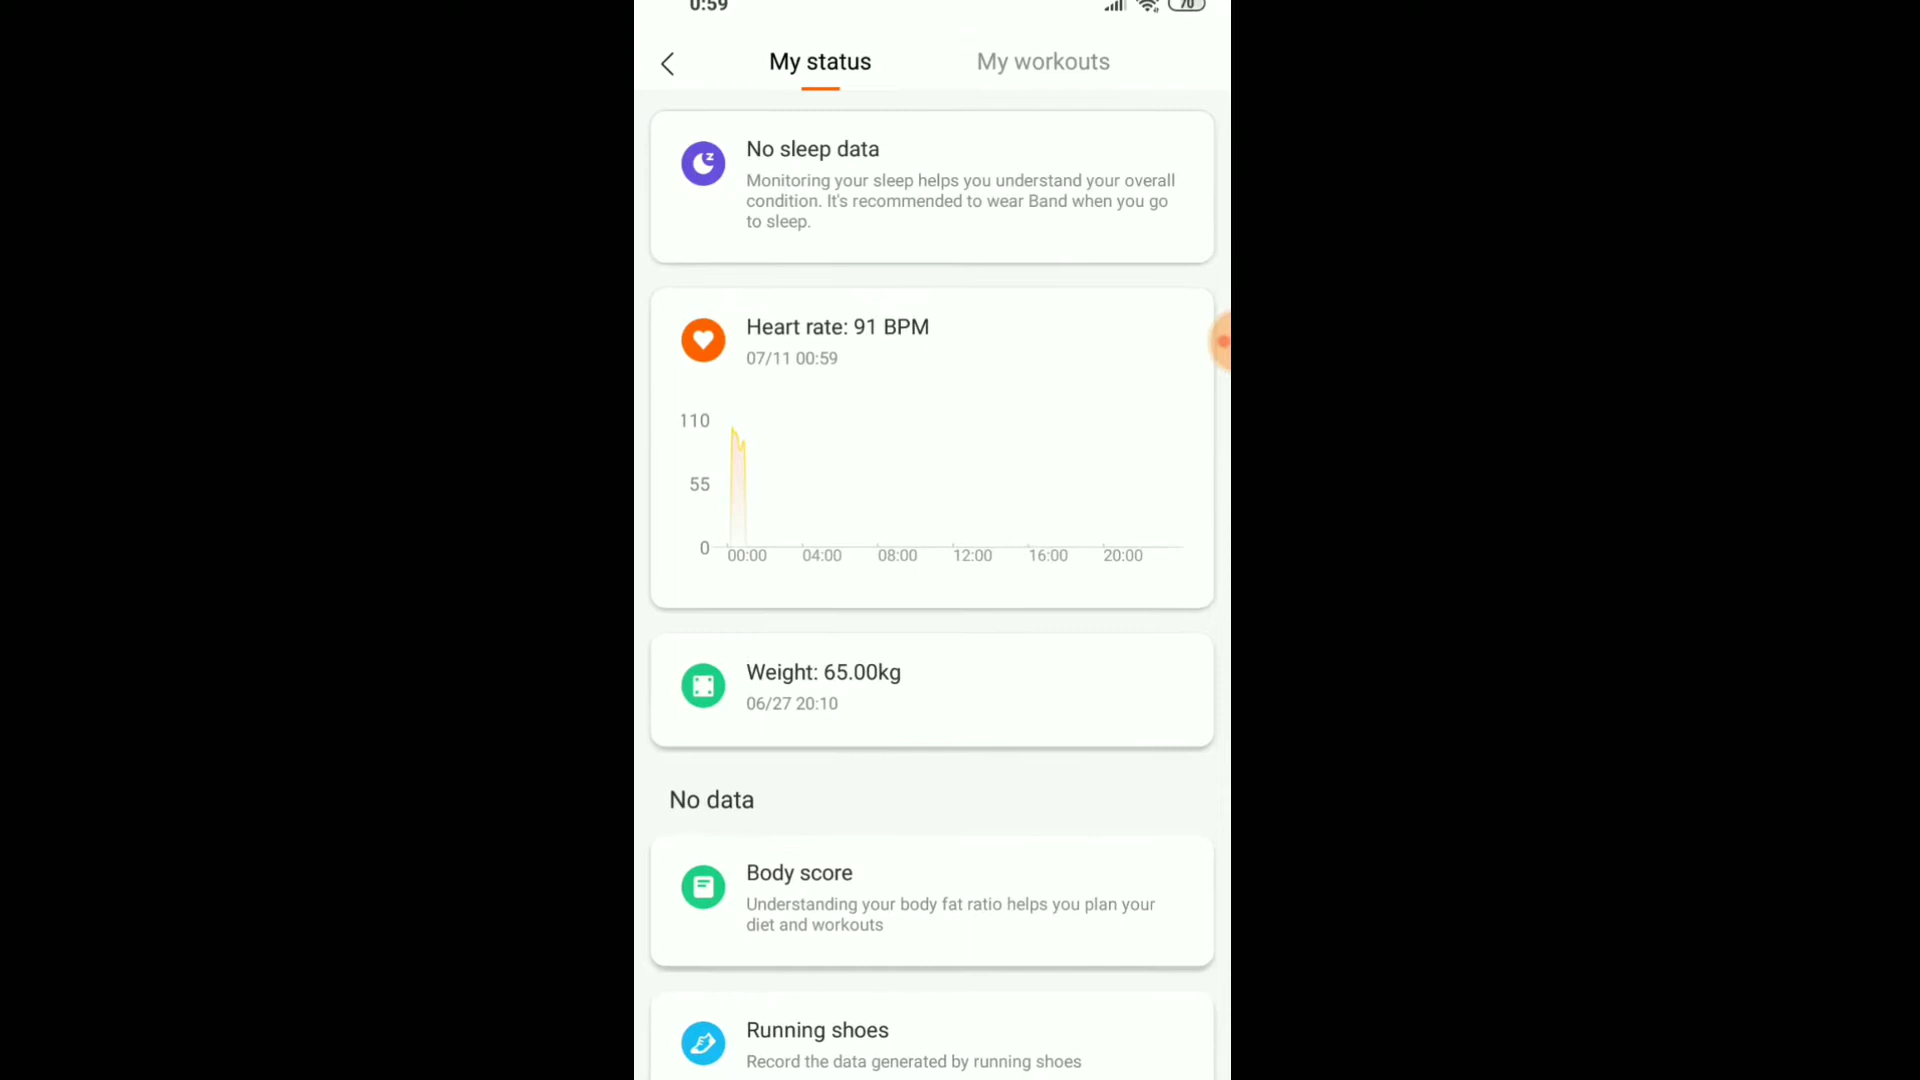 0:59
70
My status
My workouts
No sleep data
Monitoring your sleep helps you understand your overall
condition. It's recommended to wear Band when you go
to sleep.
Heart rate: 91 BPM
07/11 00:59
110
55
0
00:00 04:00 08:00 12:00 16:00 20:00
Weight: 65.00kg
06/27 20:10
No data
Body score
Understanding your body fat ratio helps you plan your
diet and workouts
Running shoes
Record the data generated by running shoes